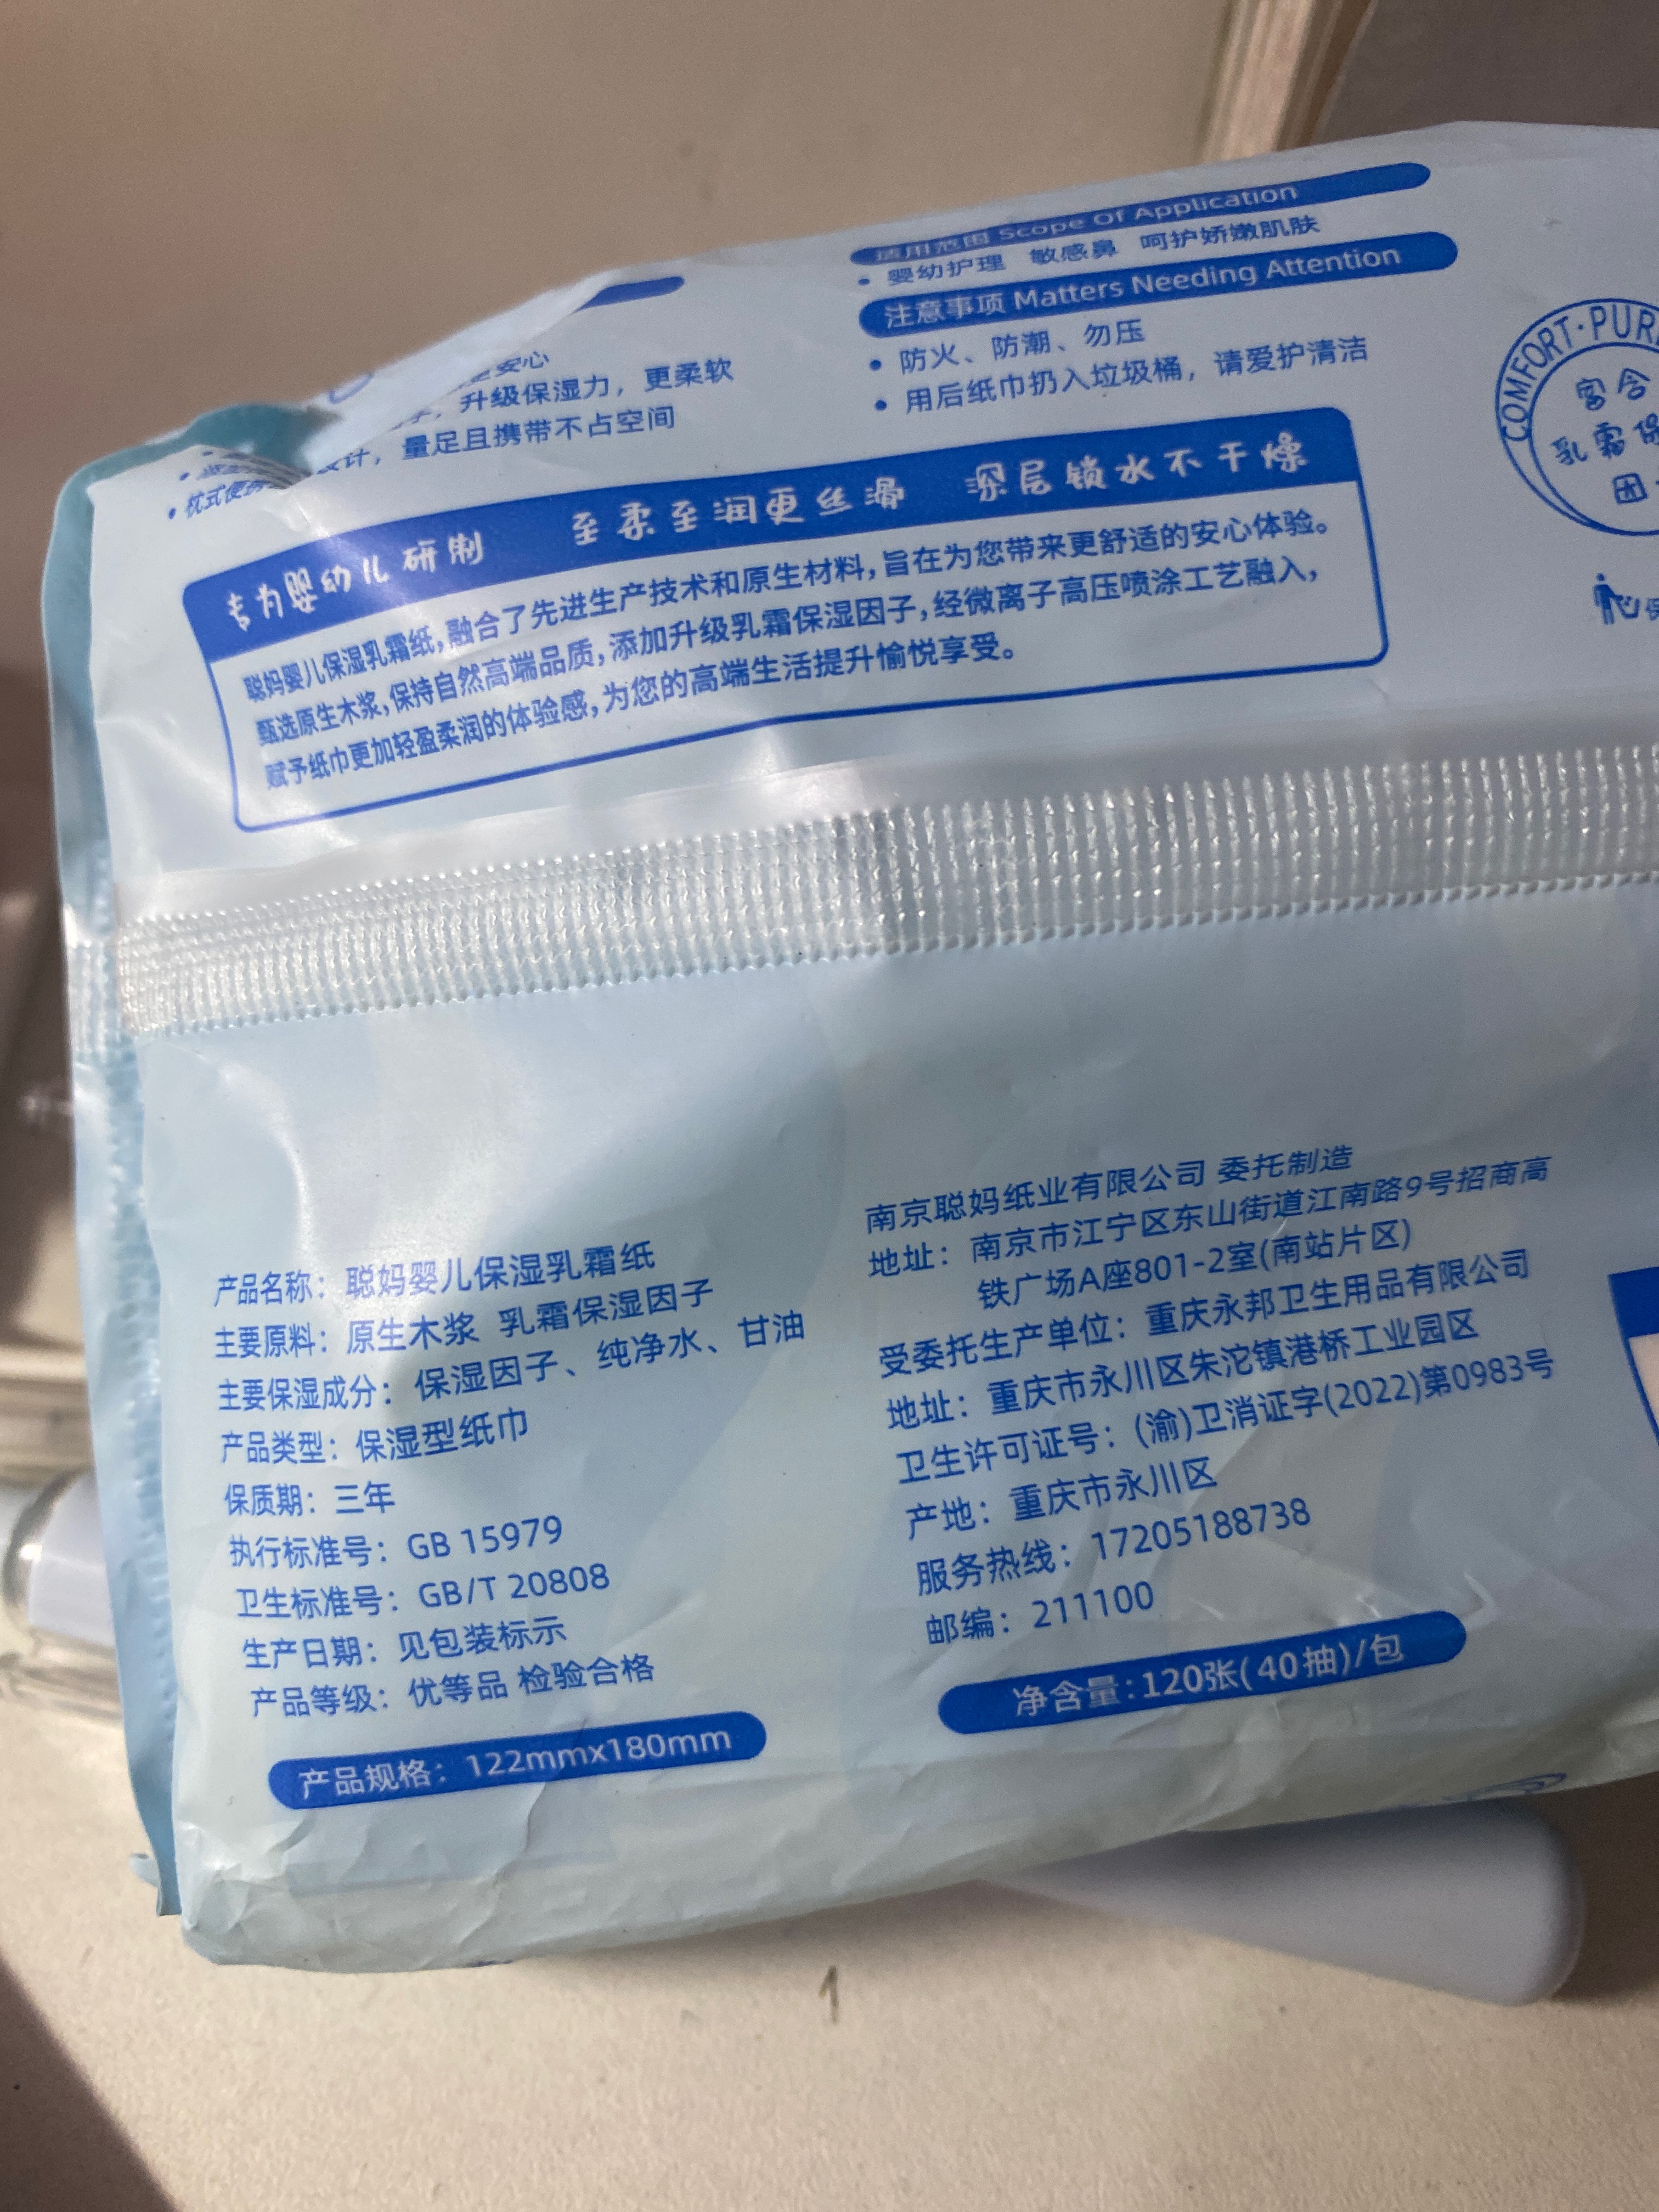 适用范围 Scope Of Application
• 婴幼护理 敏感鼻 呵护娇嫩肌肤
注意事项 Matters Needing Attention
• 防火、防潮、勿压
• 用后纸巾扔入垃圾桶，请爱护清洁
安心
，升级保湿力，更柔软
• 枕式便携 设计，量足且携带不占空间
COMFORT·PURE
乳霜保
专为婴幼儿研制 至柔至润更丝滑 深层锁水不干燥
聪妈婴儿保湿乳霜纸，融合了先进生产技术和原生材料，旨在为您带来更舒适的安心体验。
甄选原生木浆，保持自然高端品质，添加升级乳霜保湿因子，经微离子高压喷涂工艺融入，
赋予纸巾更加轻盈柔润的体验感，为您的高端生活提升愉悦享受。
产品名称：聪妈婴儿保湿乳霜纸
主要原料：原生木浆 乳霜保湿因子
主要保湿成分：保湿因子、纯净水、甘油
产品类型：保湿型纸巾
保质期：三年
执行标准号：GB 15979
卫生标准号：GB/T 20808
生产日期：见包装标示
产品等级：优等品 检验合格
产品规格：122mmx180mm
南京聪妈纸业有限公司 委托制造
地址：南京市江宁区东山街道江南路9号招商高
铁广场A座801-2室(南站片区)
受委托生产单位：重庆永邦卫生用品有限公司
地址：重庆市永川区朱沱镇港桥工业园区
卫生许可证号：(渝)卫消证字(2022)第0983号
产地：重庆市永川区
服务热线：17205188738
邮编：211100
净含量:120张(40抽)/包